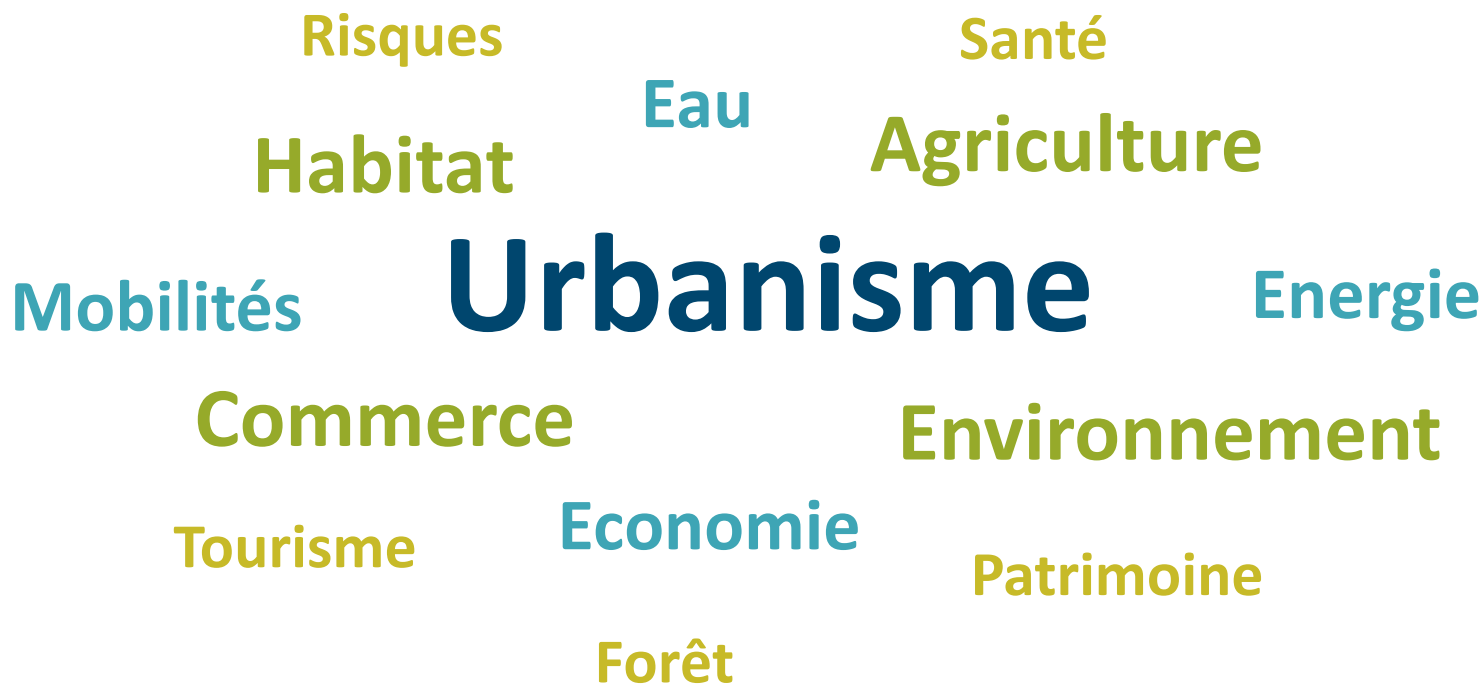 Risques
Santé
Eau
Habitat
Agriculture
Urbanisme
Mobilités
Energie
Commerce
Environnement
Tourisme
Economie
Patrimoine
Forêt